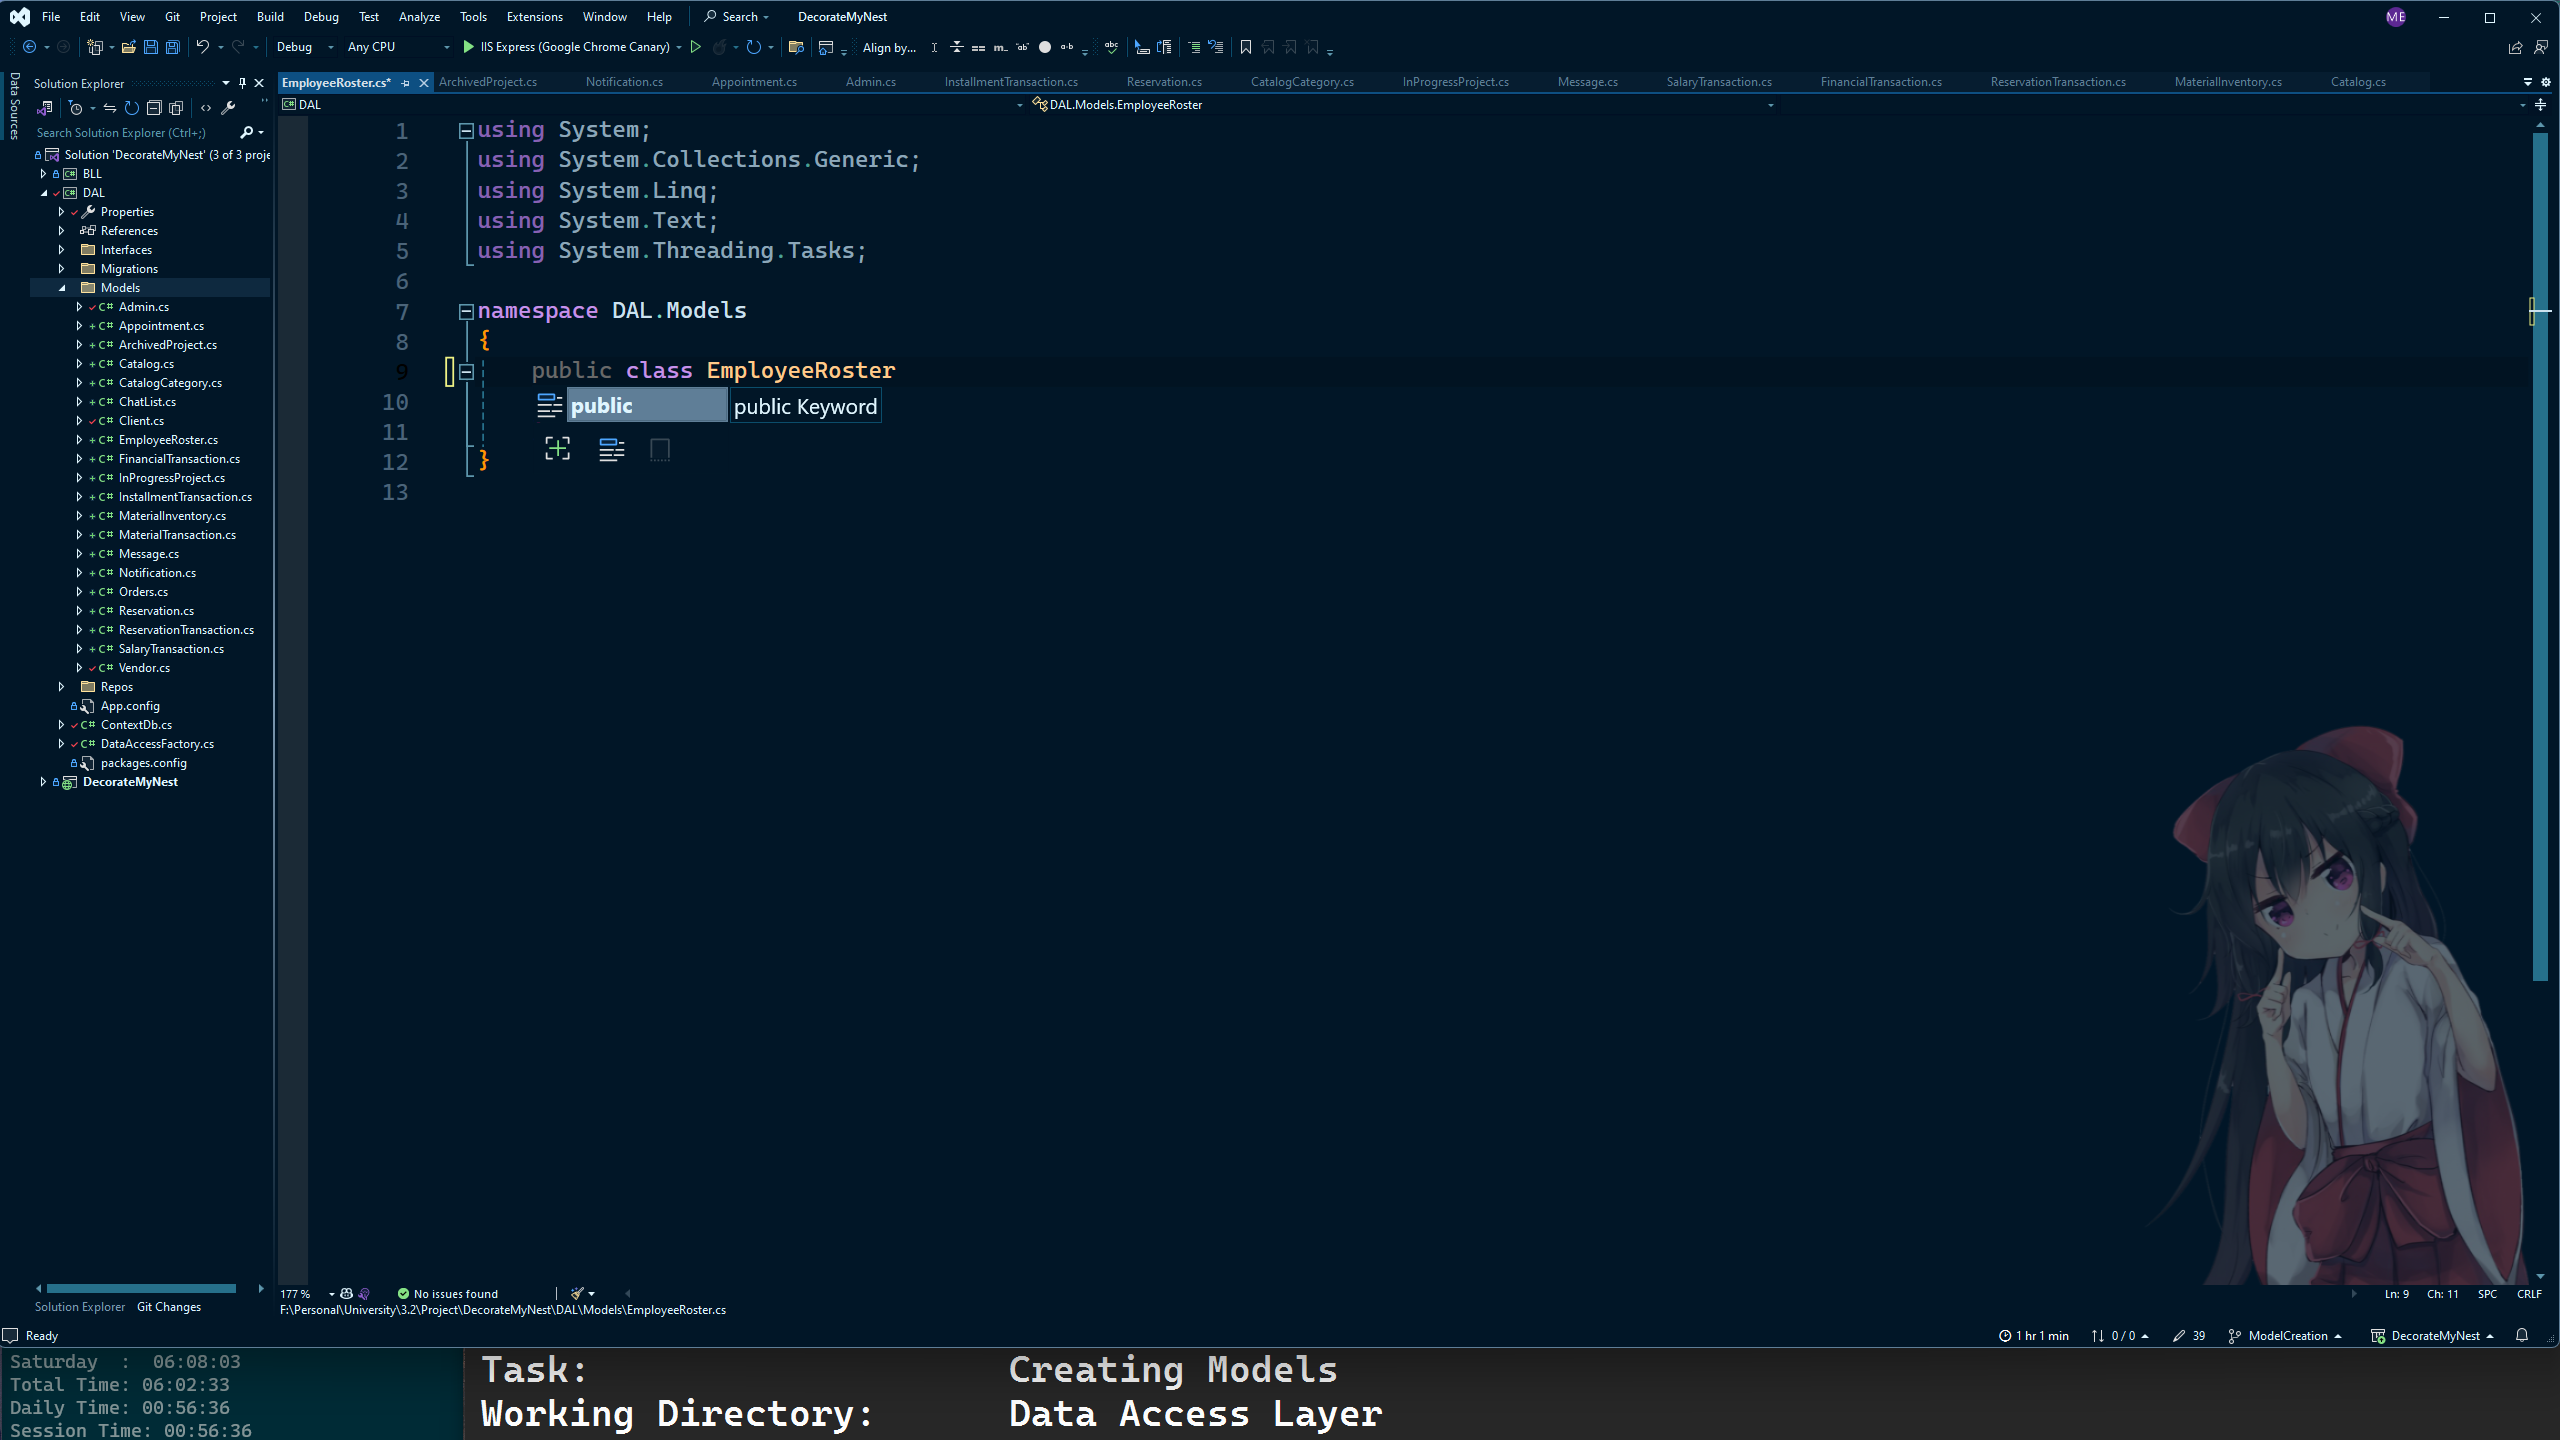 File Edit View Git Project Build Debug Test Analyze Tools Extensions Window Help Search DecorateMyNest ME
Debug Any CPU IIS Express (Google Chrome Canary) Align by...
Data Sources
Solution Explorer
Search Solution Explorer (Ctrl+;)
Solution 'DecorateMyNest' (3 of 3 proje
BLL
DAL
Properties
References
Interfaces
Migrations
Models
C# Admin.cs
C# Appointment.cs
C# ArchivedProject.cs
C# Catalog.cs
C# CatalogCategory.cs
C# ChatList.cs
C# Client.cs
C# EmployeeRoster.cs
C# FinancialTransaction.cs
C# InProgressProject.cs
C# InstallmentTransaction.cs
C# MaterialInventory.cs
C# MaterialTransaction.cs
C# Message.cs
C# Notification.cs
C# Orders.cs
C# Reservation.cs
C# ReservationTransaction.cs
C# SalaryTransaction.cs
C# Vendor.cs
Repos
App.config
C# ContextDb.cs
C# DataAccessFactory.cs
packages.config
DecorateMyNest
Solution Explorer Git Changes
EmployeeRoster.cs* ArchivedProject.cs Notification.cs Appointment.cs Admin.cs InstallmentTransaction.cs Reservation.cs CatalogCategory.cs InProgressProject.cs Message.cs SalaryTransaction.cs FinancialTransaction.cs ReservationTransaction.cs MaterialInventory.cs Catalog.cs
C# DAL DAL.Models.EmployeeRoster
1 using System;
2 using System.Collections.Generic;
3 using System.Linq;
4 using System.Text;
5 using System.Threading.Tasks;
6
7 namespace DAL.Models
8 {
9 public class EmployeeRoster
10 public public Keyword
11
12 }
13
177 % No issues found Ln: 9 Ch: 11 SPC CRLF
F:\Personal\University\3.2\Project\DecorateMyNest\DAL\Models\EmployeeRoster.cs
Ready 1 hr 1 min 0 / 0 39 ModelCreation DecorateMyNest
Saturday : 06:08:03
Total Time: 06:02:33
Daily Time: 00:56:36
Session Time: 00:56:36
Task: Creating Models
Working Directory: Data Access Layer